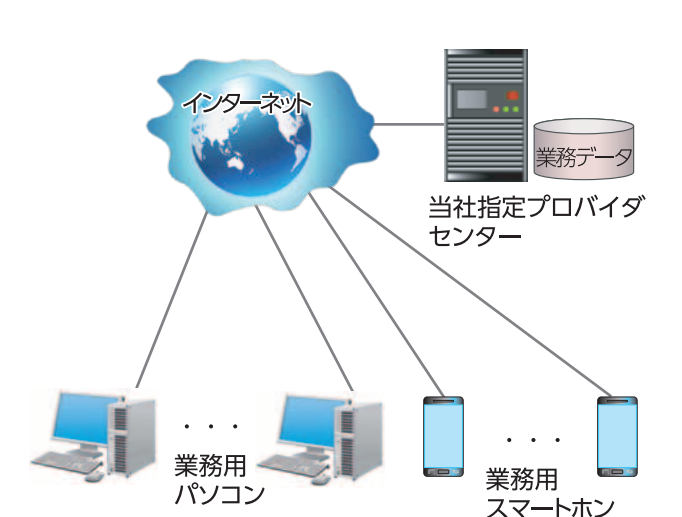 インターネット
業務データ
当社指定プロバイダ
センター
・・・
業務用
パソコン
・・・
業務用
スマートホン